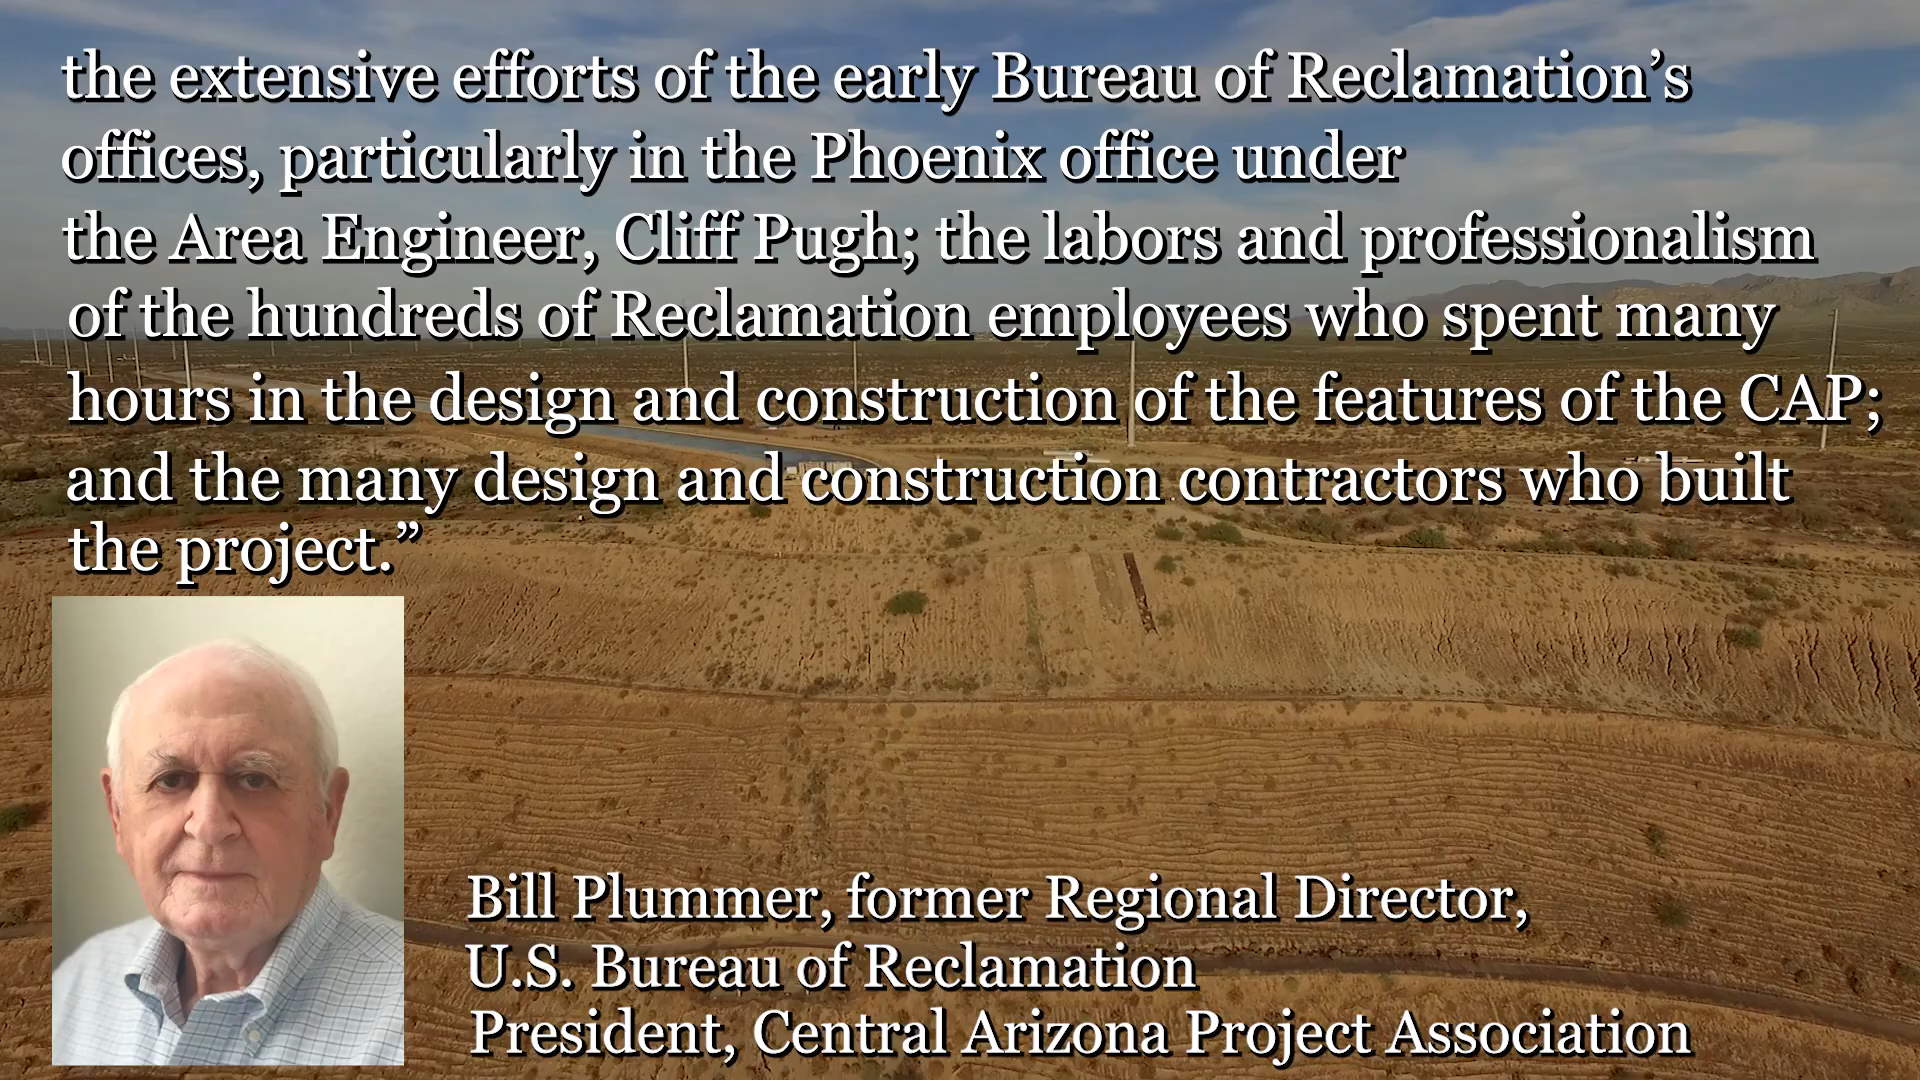 the extensive efforts of the early Bureau of Reclamation’s
offices, particularly in the Phoenix office under
the Area Engineer, Cliff Pugh; the labors and professionalism
of the hundreds of Reclamation employees who spent many
hours in the design and construction of the features of the CAP;
and the many design and construction contractors who built
the project.”
Bill Plummer, former Regional Director,
U.S. Bureau of Reclamation
President, Central Arizona Project Association